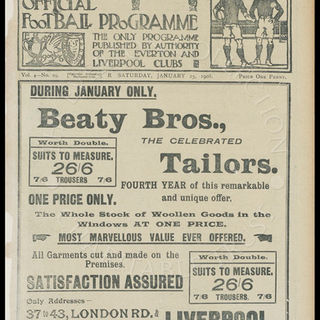 OFFICIAL
FOOTBALL PROGRAMME
THE ONLY PROGRAMME
PUBLISHED BY AUTHORITY
OF THE EVERTON AND
LIVERPOOL CLUBS
SATURDAY, JANUARY
PRICE ONE PENNY.
DURING JANUARY ONLY.
Beaty Bros.,
THE CELEBRATED
Tailors.
Worth Double.
SUITS TO MEASURE.
26/6
7/6 TROUSERS 7/6
FOURTH YEAR of this remarkable
and unique offer.
ONE PRICE ONLY.
The Whole Stock of Woollen Goods in the
Windows AT ONE PRICE.
MOST MARVELLOUS VALUE EVER OFFERED.
All Garments cut and made on the
Premises.
SATISFACTION ASSURED
Worth Double.
SUITS TO MEASURE.
26/6
7/6 TROUSERS 7/6
Only Addresses—
37 to 43, LONDON RD.
LIVERPOOL